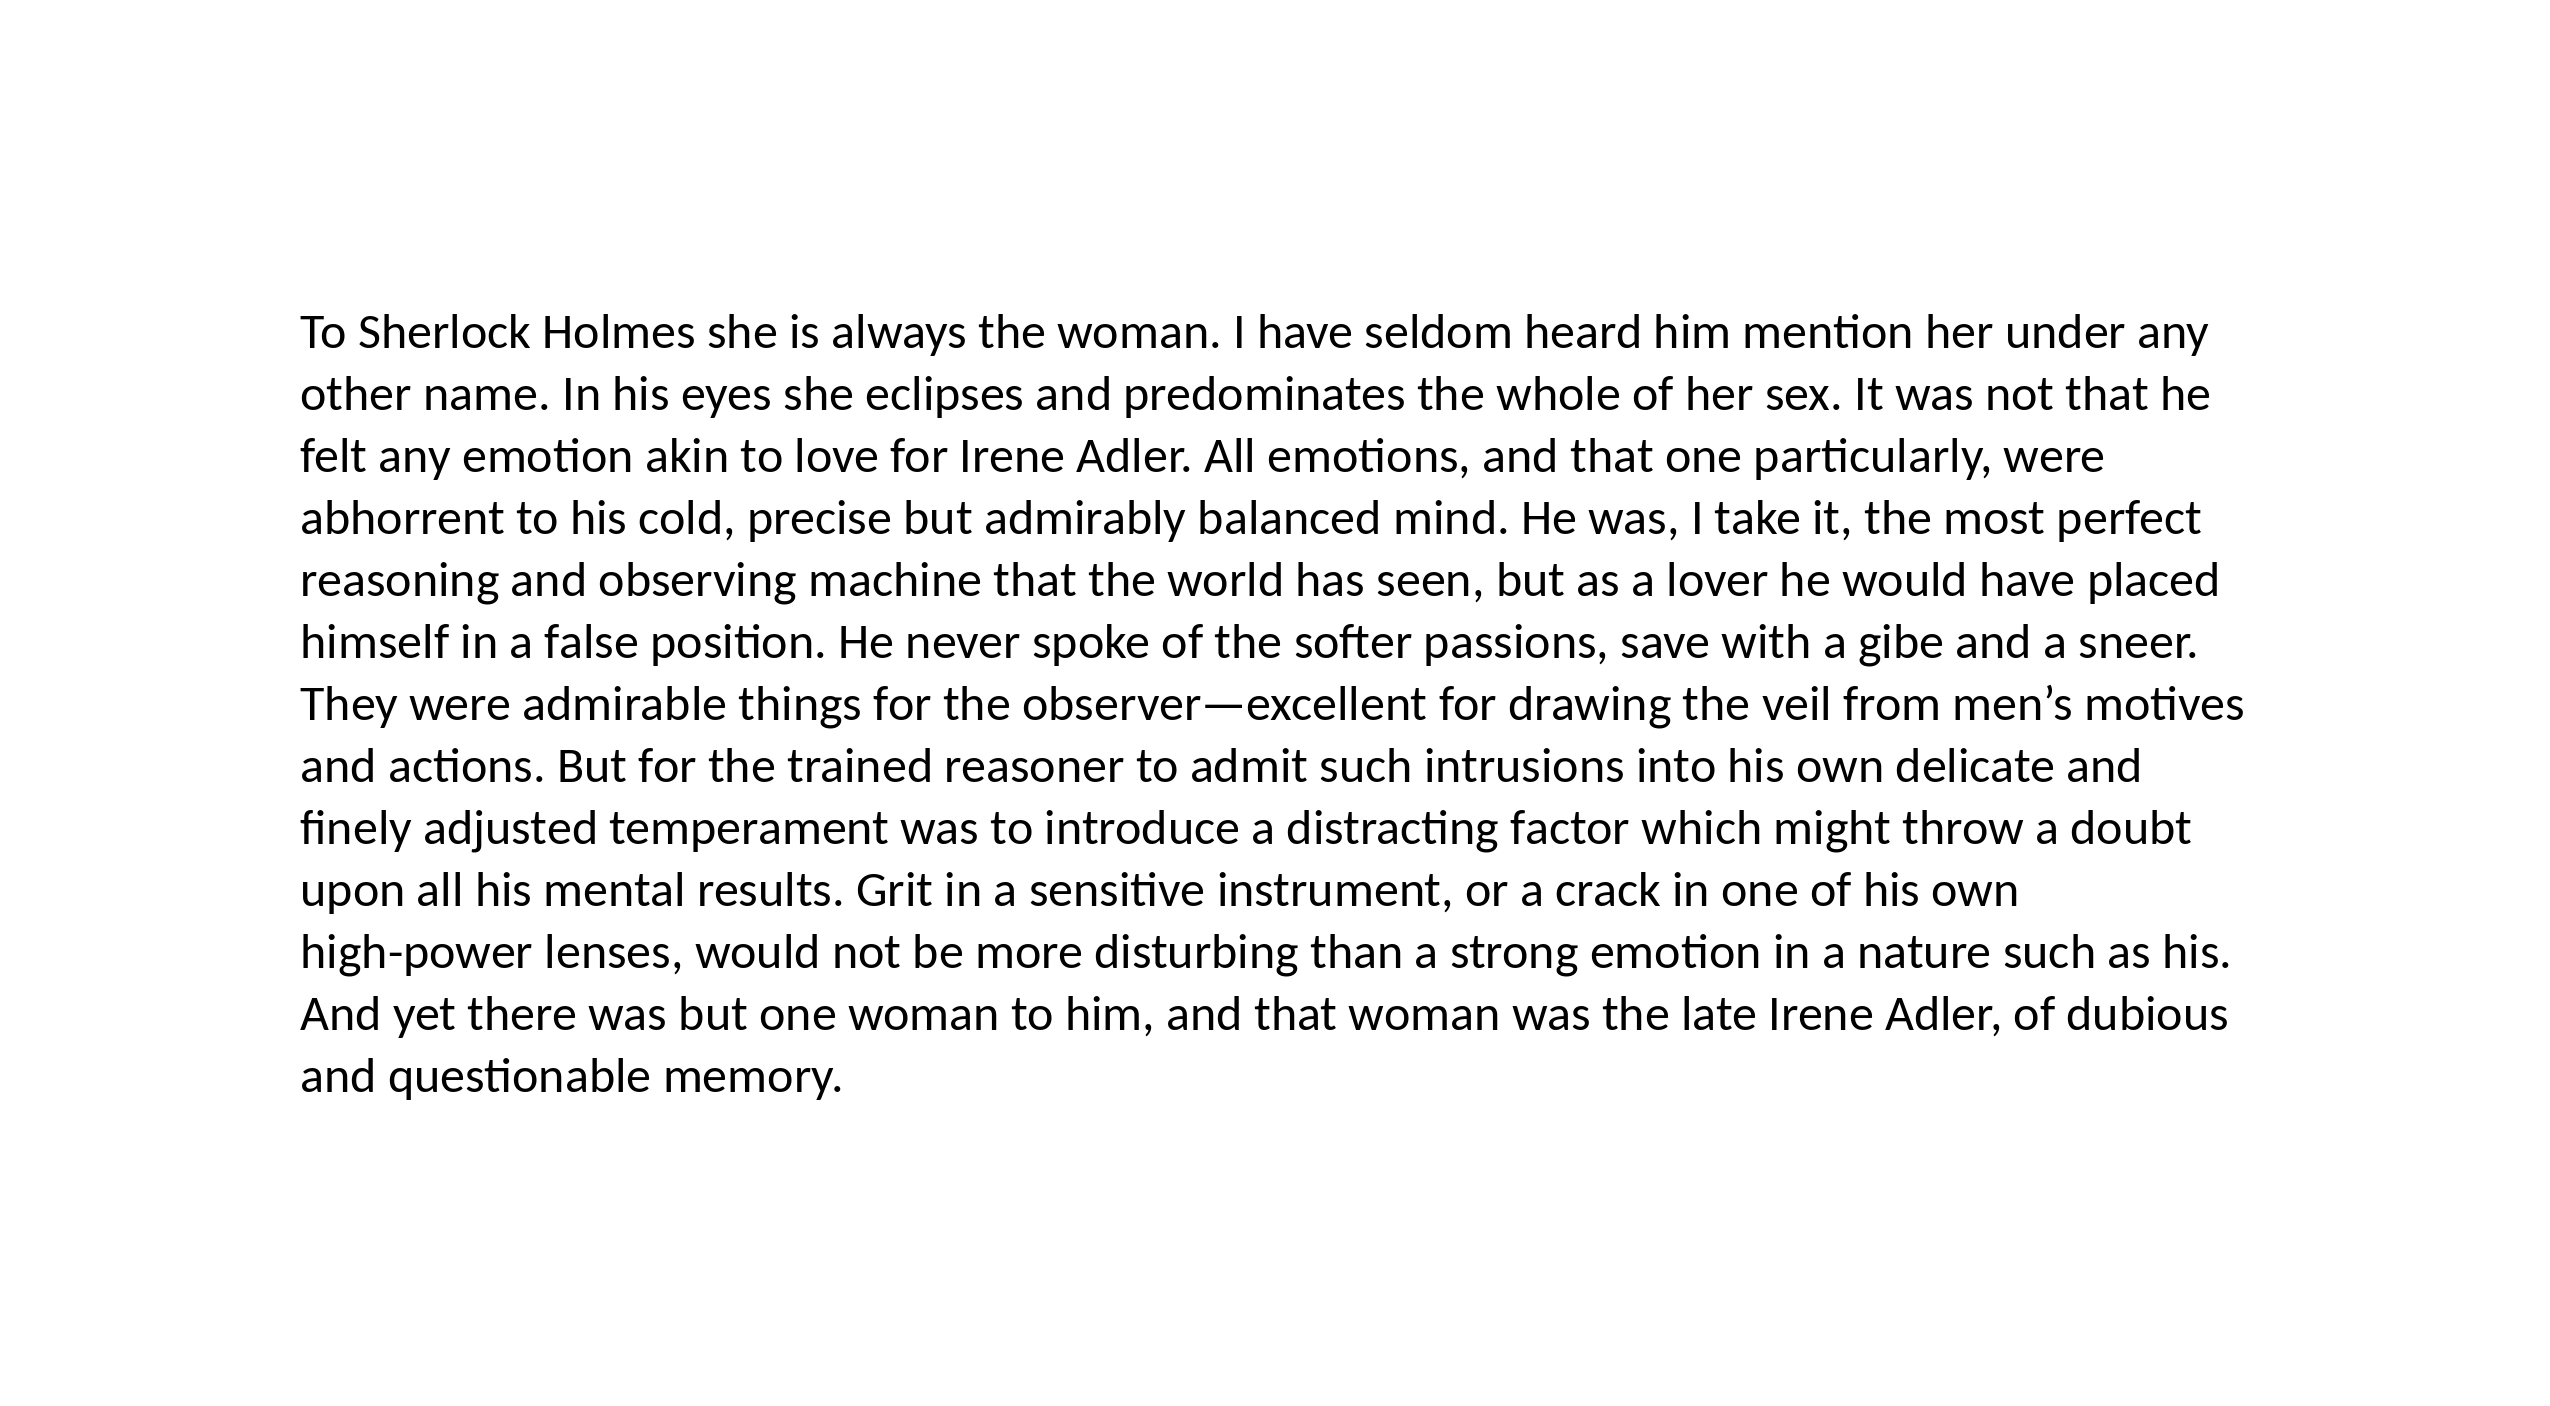 To Sherlock Holmes she is always the woman. I have seldom heard him mention her under any
other name. In his eyes she eclipses and predominates the whole of her sex. It was not that he
felt any emotion akin to love for Irene Adler. All emotions, and that one particularly, were
abhorrent to his cold, precise but admirably balanced mind. He was, I take it, the most perfect
reasoning and observing machine that the world has seen, but as a lover he would have placed
himself in a false position. He never spoke of the softer passions, save with a gibe and a sneer.
They were admirable things for the observer—excellent for drawing the veil from men’s motives
and actions. But for the trained reasoner to admit such intrusions into his own delicate and
finely adjusted temperament was to introduce a distracting factor which might throw a doubt
upon all his mental results. Grit in a sensitive instrument, or a crack in one of his own
high-power lenses, would not be more disturbing than a strong emotion in a nature such as his.
And yet there was but one woman to him, and that woman was the late Irene Adler, of dubious
and questionable memory.